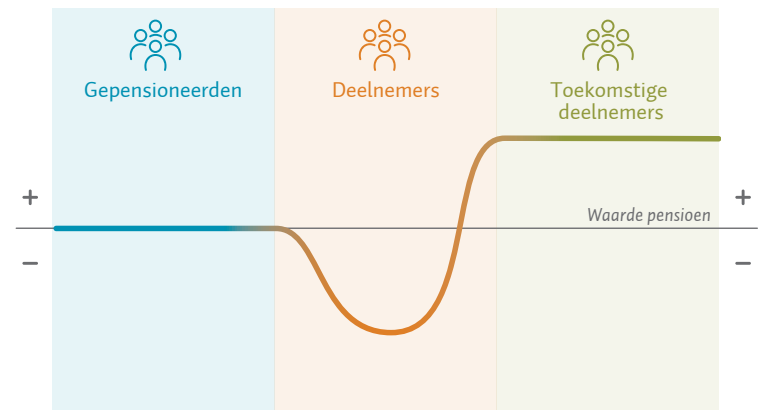 Gepensioneerden
Deelnemers
Toekomstige
deelnemers
+
+
Waarde pensioen
−
−